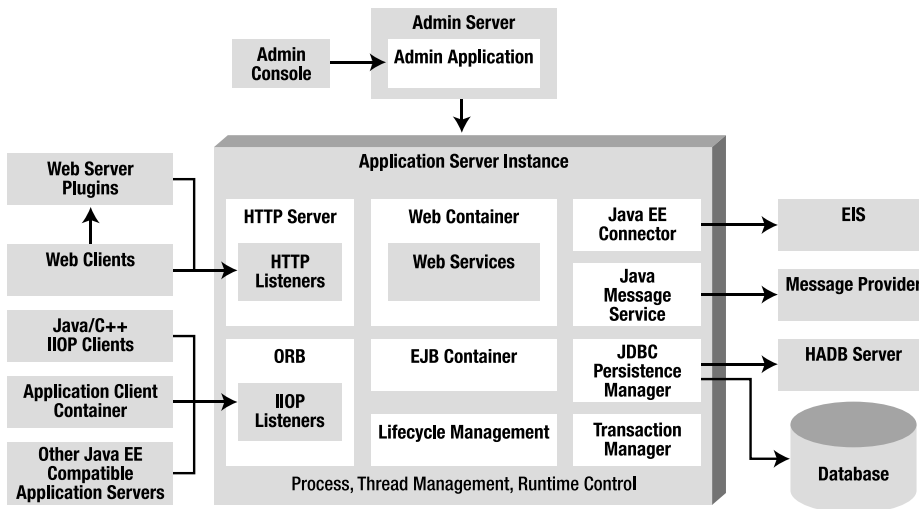 Admin Server
Admin
Console
Admin Application
Application Server Instance
Web Server
Plugins
Web Clients
Java/C++
IIOP Clients
Application Client
Container
Other Java EE
Compatible
Application Servers
HTTP Server
HTTP
Listeners
ORB
IIOP
Listeners
Web Container
Web Services
EJB Container
Lifecycle Management
Java EE
Connector
Java
Message
Service
JDBC
Persistence
Manager
Transaction
Manager
Process, Thread Management, Runtime Control
EIS
Message Provider
HADB Server
Database